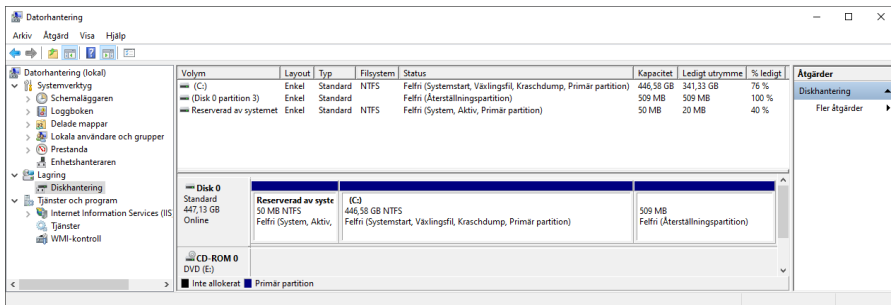 Datorhantering
Arkiv Åtgärd Visa Hjälp
Datorhantering (lokal)
Systemverktyg
Schemaläggaren
Loggboken
Delade mappar
Lokala användare och grupper
Prestanda
Enhetshanteraren
Lagring
Diskhantering
Tjänster och program
Internet Information Services (IIS
Tjänster
WMI-kontroll
Volym Layout Typ Filsystem Status Kapacitet Ledigt utrymme % ledigt
(C:) Enkel Standard NTFS Felfri (Systemstart, Växlingsfil, Kraschdump, Primär partition) 446,58 GB 341,33 GB 76 %
(Disk 0 partition 3) Enkel Standard Felfri (Återställningspartition) 509 MB 509 MB 100 %
Reserverad av systemet Enkel Standard NTFS Felfri (System, Aktiv, Primär partition) 50 MB 20 MB 40 %
Disk 0
Standard
447,13 GB
Online
Reserverad av syste
50 MB NTFS
Felfri (System, Aktiv,
(C:)
446,58 GB NTFS
Felfri (Systemstart, Växlingsfil, Kraschdump, Primär partition)
509 MB
Felfri (Återställningspartition)
CD-ROM 0
DVD (E:)
Inte allokerat Primär partition
Åtgärder
Diskhantering
Fler åtgärder